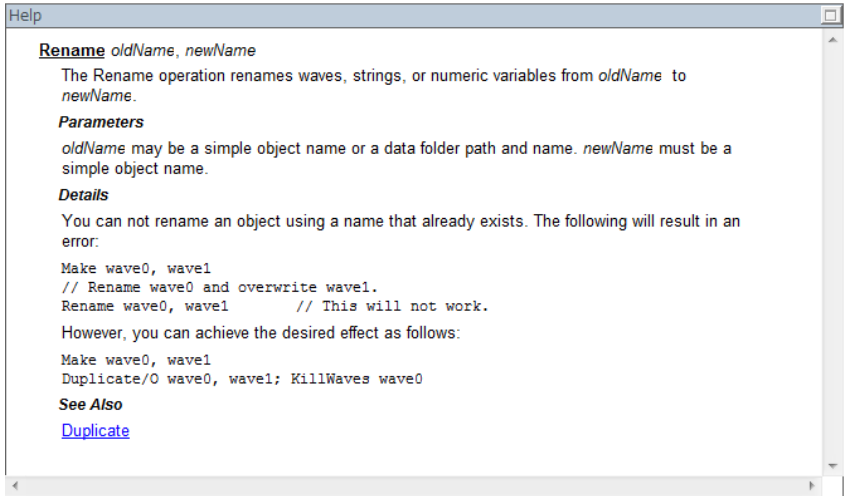 Help
Rename oldName, newName
The Rename operation renames waves, strings, or numeric variables from oldName to
newName.
Parameters
oldName may be a simple object name or a data folder path and name. newName must be a
simple object name.
Details
You can not rename an object using a name that already exists. The following will result in an
error:
Make wave0, wave1
// Rename wave0 and overwrite wave1.
Rename wave0, wave1        // This will not work.
However, you can achieve the desired effect as follows:
Make wave0, wave1
Duplicate/O wave0, wave1; KillWaves wave0
See Also
Duplicate